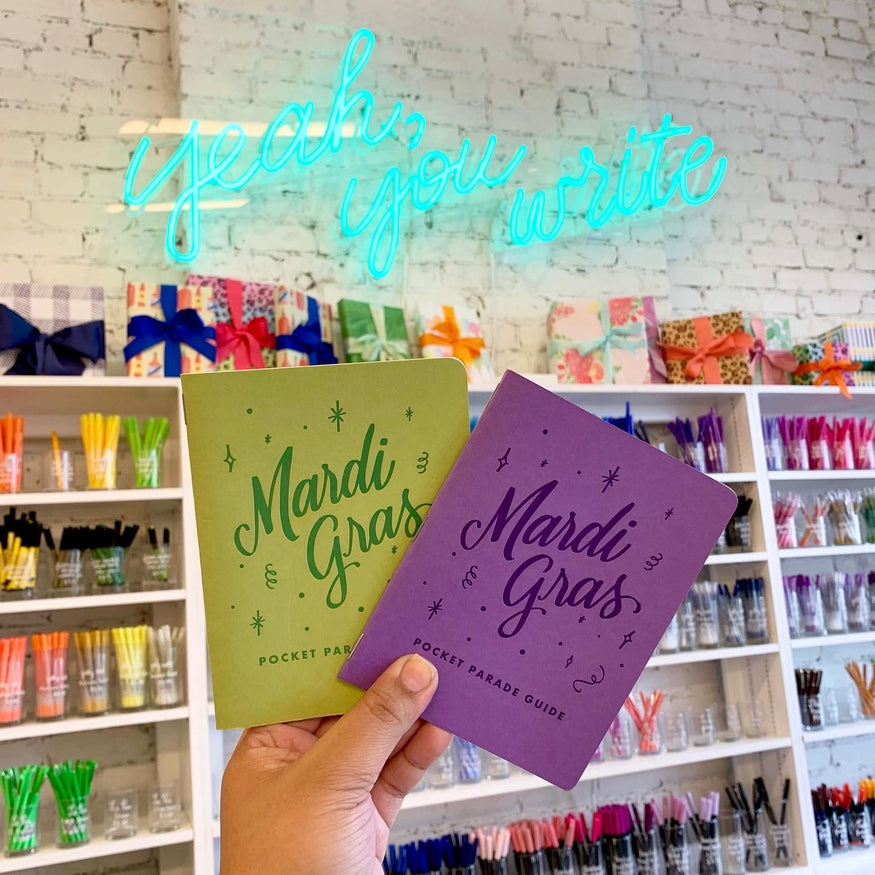 yeah, you write
Mardi
Gras
POCKET PAR
Mardi
Gras
POCKET PARADE GUIDE